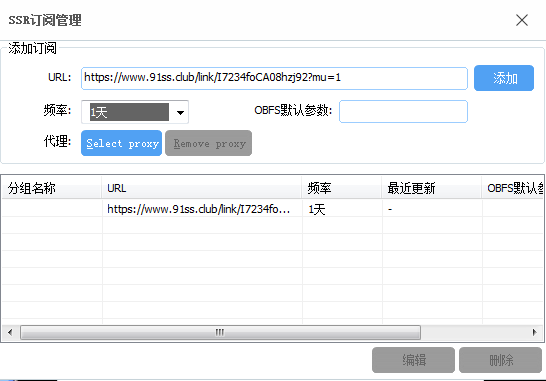 SSR订阅管理
添加订阅
URL: https://www.91ss.club/link/I7234foCA08hzj92?mu=1 添加
频率: 1天 OBFS默认参数:
代理: Select proxy Remove proxy
分组名称 URL 频率 最近更新 OBFS默认参
https://www.91ss.club/link/I7234fo... 1天 -
编辑 删除